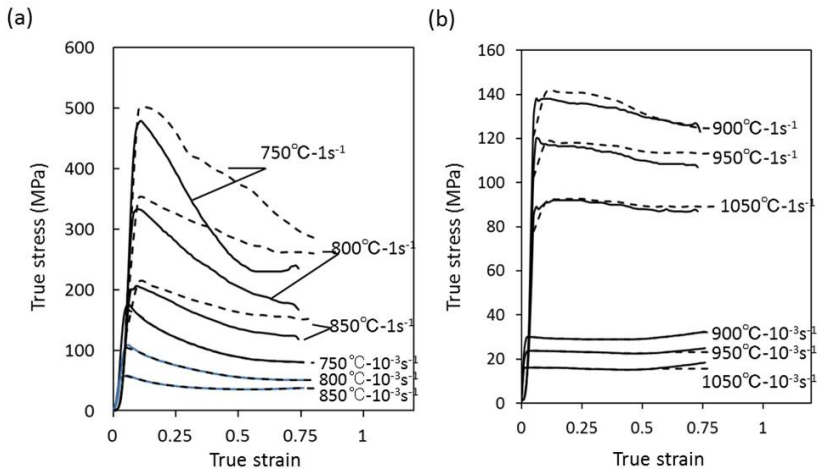 (a)
600
500
400
300
200
100
0
0
0.25
0.5
0.75
1
True stress (MPa)
True strain
750℃-1s⁻¹
800℃-1s⁻¹
850℃-1s⁻¹
750℃-10⁻³s⁻¹
800℃-10⁻³s⁻¹
850℃-10⁻³s⁻¹
(b)
160
140
120
100
80
60
40
20
0
0
0.25
0.5
0.75
1
True stress (MPa)
True strain
900℃-1s⁻¹
950℃-1s⁻¹
1050℃-1s⁻¹
900℃-10⁻³s⁻¹
950℃-10⁻³s⁻¹
1050℃-10⁻³s⁻¹